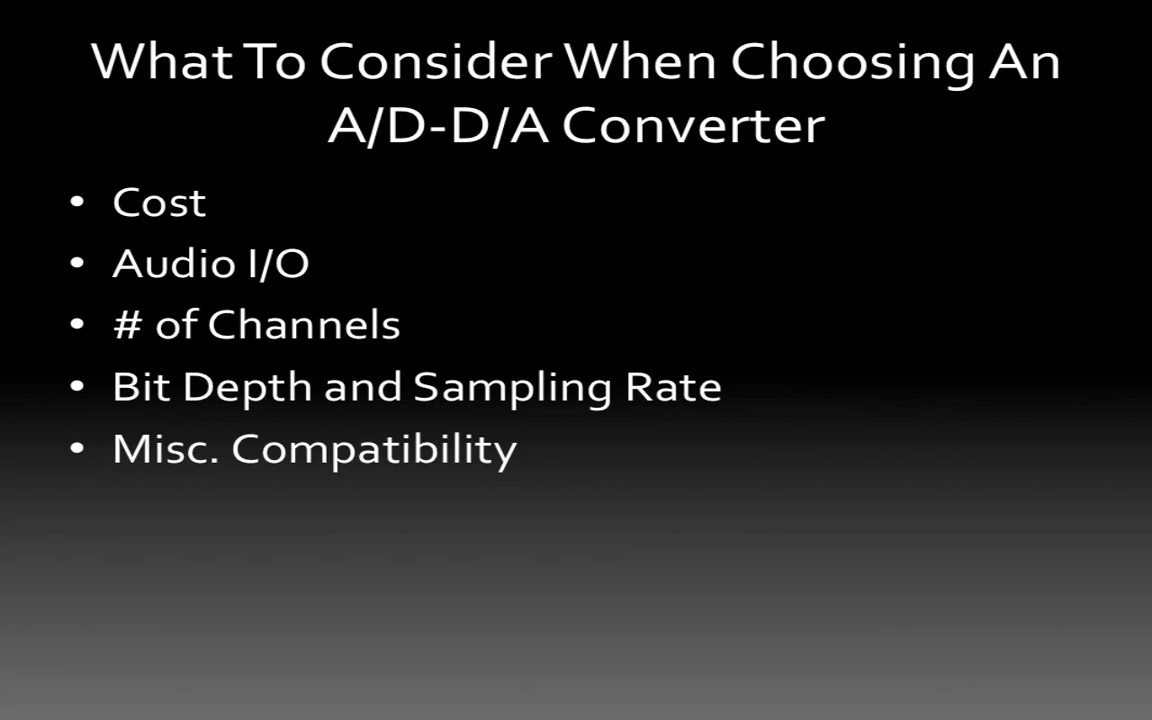 What To Consider When Choosing An
A/D-D/A Converter
• Cost
• Audio I/O
• # of Channels
• Bit Depth and Sampling Rate
• Misc. Compatibility